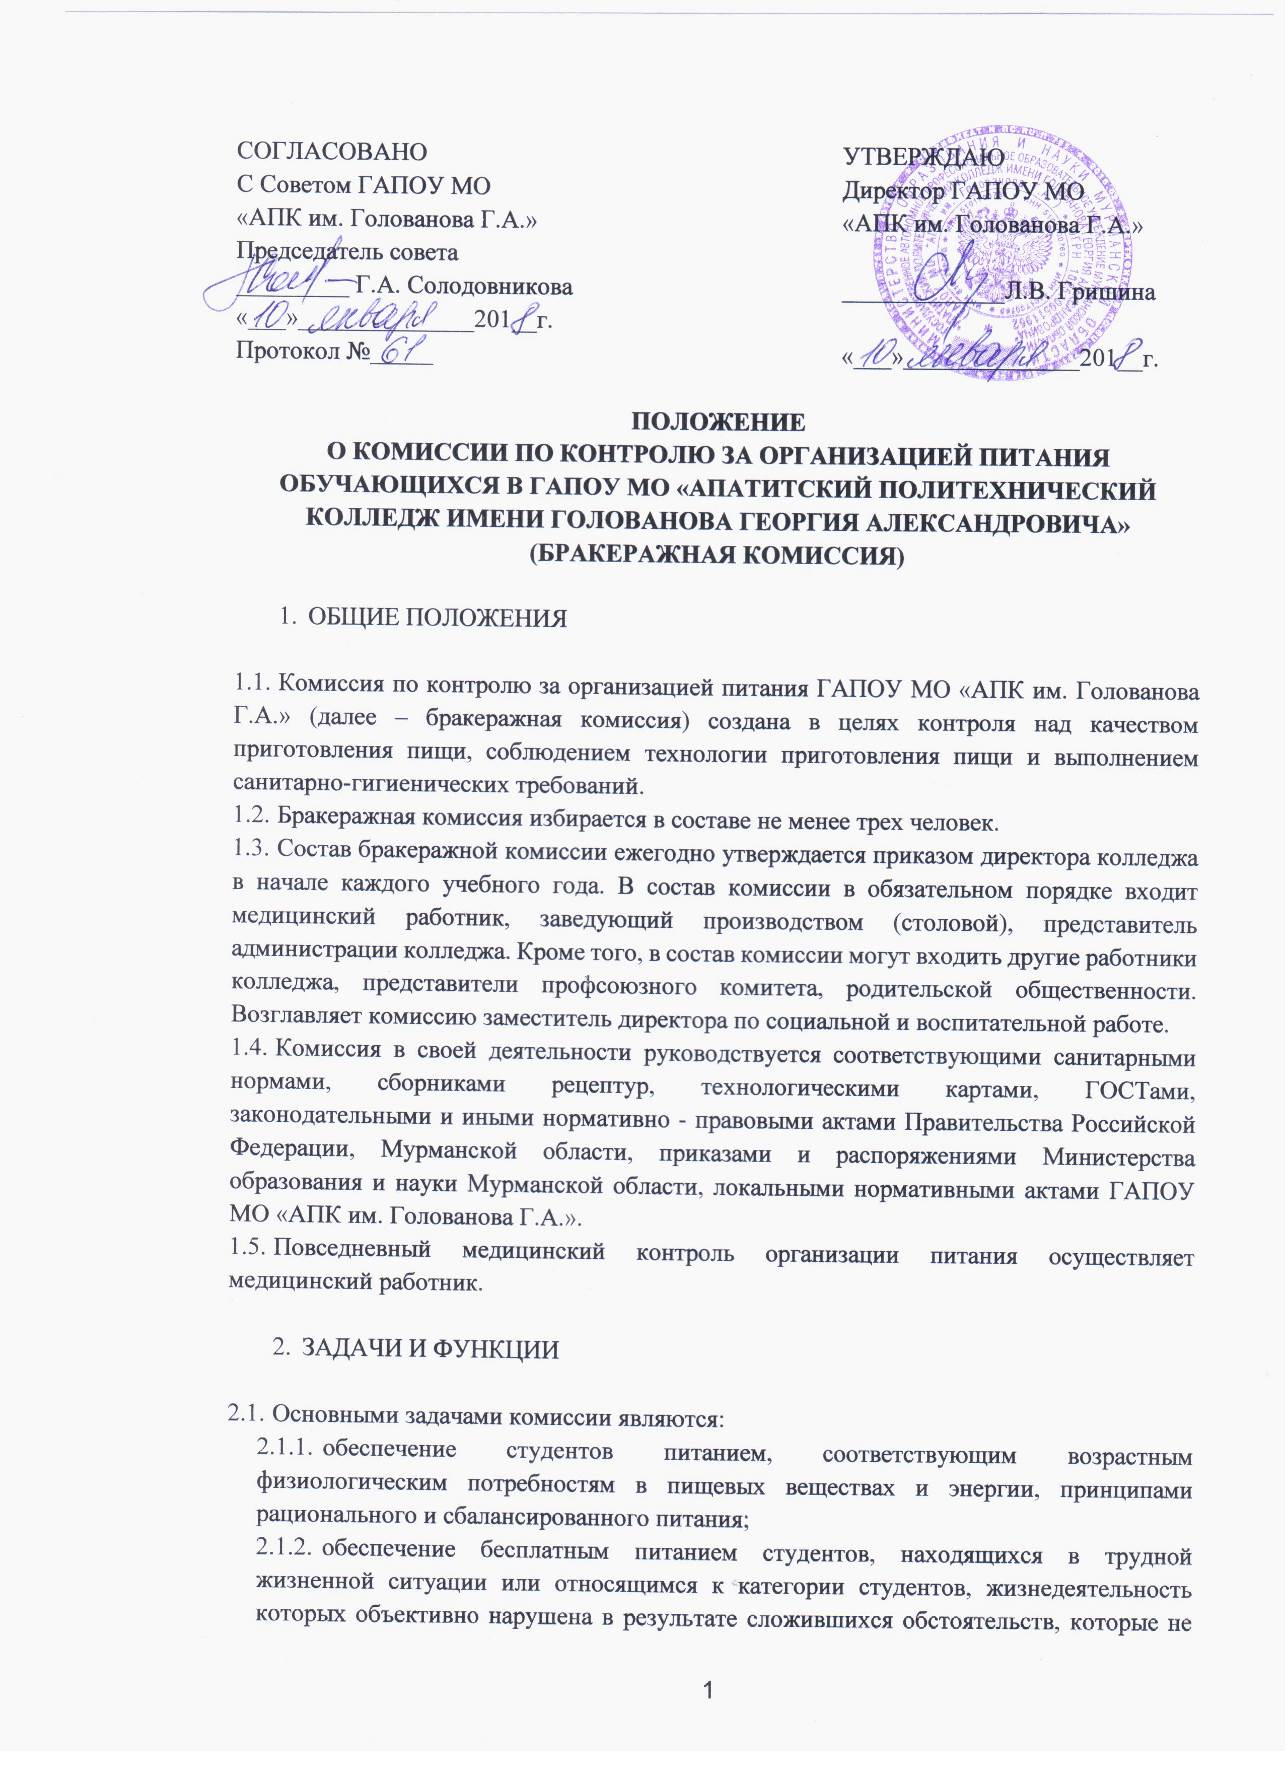 СОГЛАСОВАНО
С Советом ГАПОУ МО
«АПК им. Голованова Г.А.»
Председатель совета
_________Г.А. Солодовникова
«10»января 2018 г.
Протокол № 61
УТВЕРЖДАЮ
Директор ГАПОУ МО
«АПК им. Голованова Г.А.»
_____________Л.В. Гришина
«10»января 2018 г.
ПОЛОЖЕНИЕ
О КОМИССИИ ПО КОНТРОЛЮ ЗА ОРГАНИЗАЦИЕЙ ПИТАНИЯ
ОБУЧАЮЩИХСЯ В ГАПОУ МО «АПАТИТСКИЙ ПОЛИТЕХНИЧЕСКИЙ
КОЛЛЕДЖ ИМЕНИ ГОЛОВАНОВА ГЕОРГИЯ АЛЕКСАНДРОВИЧА»
(БРАКЕРАЖНАЯ КОМИССИЯ)
1. ОБЩИЕ ПОЛОЖЕНИЯ
1.1. Комиссия по контролю за организацией питания ГАПОУ МО «АПК им. Голованова
Г.А.» (далее – бракеражная комиссия) создана в целях контроля над качеством
приготовления пищи, соблюдением технологии приготовления пищи и выполнением
санитарно-гигиенических требований.
1.2. Бракеражная комиссия избирается в составе не менее трех человек.
1.3. Состав бракеражной комиссии ежегодно утверждается приказом директора колледжа
в начале каждого учебного года. В состав комиссии в обязательном порядке входит
медицинский работник, заведующий производством (столовой), представитель
администрации колледжа. Кроме того, в состав комиссии могут входить другие работники
колледжа, представители профсоюзного комитета, родительской общественности.
Возглавляет комиссию заместитель директора по социальной и воспитательной работе.
1.4. Комиссия в своей деятельности руководствуется соответствующими санитарными
нормами, сборниками рецептур, технологическими картами, ГОСТами,
законодательными и иными нормативно - правовыми актами Правительства Российской
Федерации, Мурманской области, приказами и распоряжениями Министерства
образования и науки Мурманской области, локальными нормативными актами ГАПОУ
МО «АПК им. Голованова Г.А.».
1.5. Повседневный медицинский контроль организации питания осуществляет
медицинский работник.
2. ЗАДАЧИ И ФУНКЦИИ
2.1. Основными задачами комиссии являются:
2.1.1. обеспечение студентов питанием, соответствующим возрастным
физиологическим потребностям в пищевых веществах и энергии, принципами
рационального и сбалансированного питания;
2.1.2. обеспечение бесплатным питанием студентов, находящихся в трудной
жизненной ситуации или относящимся к категории студентов, жизнедеятельность
которых объективно нарушена в результате сложившихся обстоятельств, которые не
1